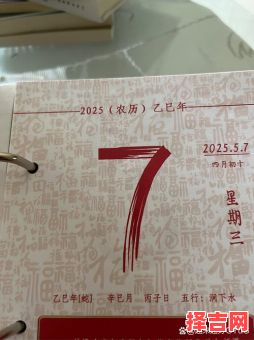 2025（农历）乙巳年
7
2025.5.7
四月初十
星期三
乙巳年[蛇] 辛巳月 丙子日 五行：涧下水
择吉网